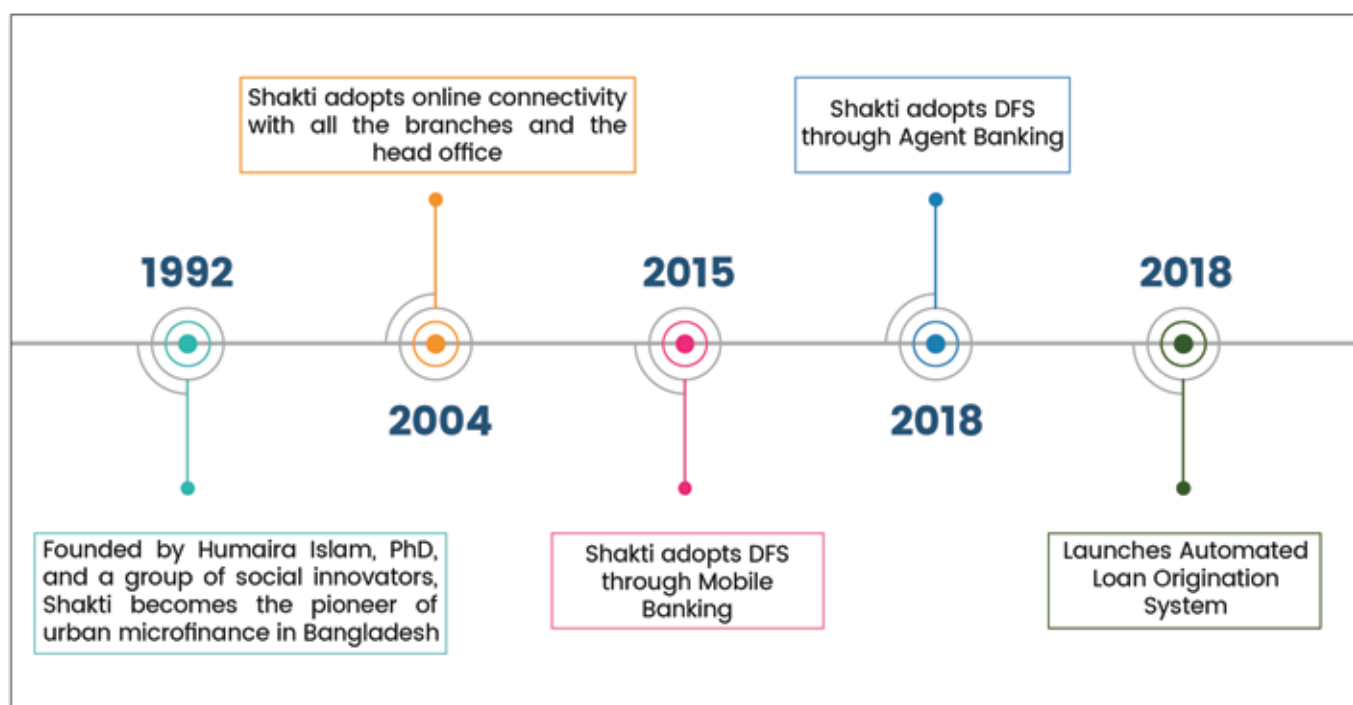 Shakti adopts online connectivity
with all the branches and the
head office
Shakti adopts DFS
through Agent Banking
1992
2015
2018
2004
2018
Founded by Humaira Islam, PhD,
and a group of social innovators,
Shakti becomes the pioneer of
urban microfinance in Bangladesh
Shakti adopts DFS
through Mobile
Banking
Launches Automated
Loan Origination
System